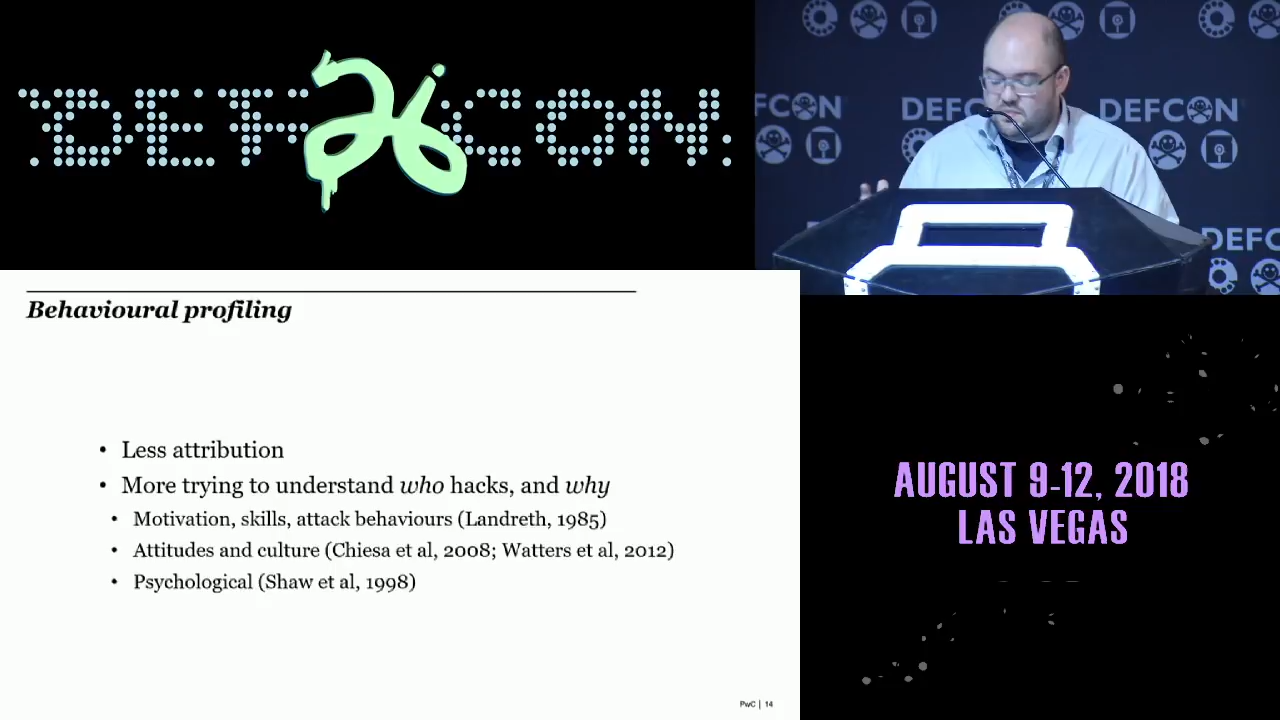 DEF CON 26
DEFCON
DEFCON
DEFCON
DEFC
Behavioural profiling
• Less attribution
• More trying to understand who hacks, and why
• Motivation, skills, attack behaviours (Landreth, 1985)
• Attitudes and culture (Chiesa et al, 2008; Watters et al, 2012)
• Psychological (Shaw et al, 1998)
PwC | 14
AUGUST 9-12, 2018
LAS VEGAS